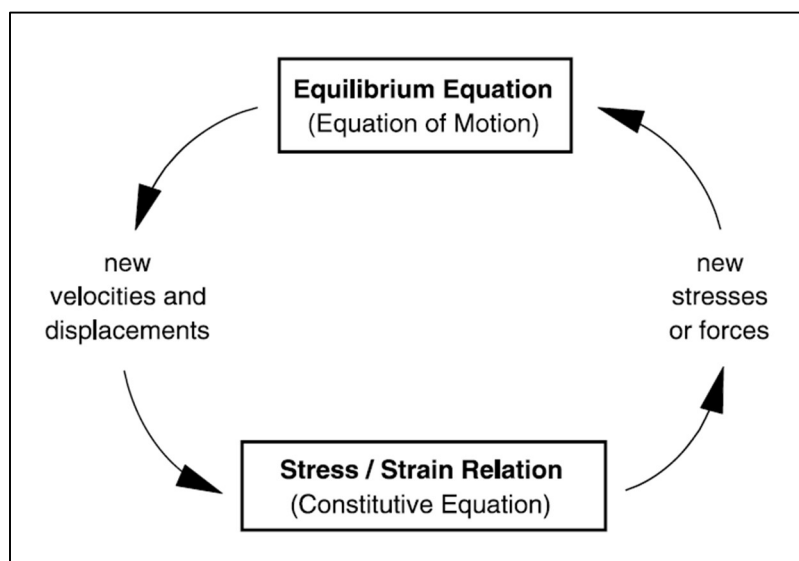 Equilibrium Equation
(Equation of Motion)
new
velocities and
displacements
new
stresses
or forces
Stress / Strain Relation
(Constitutive Equation)